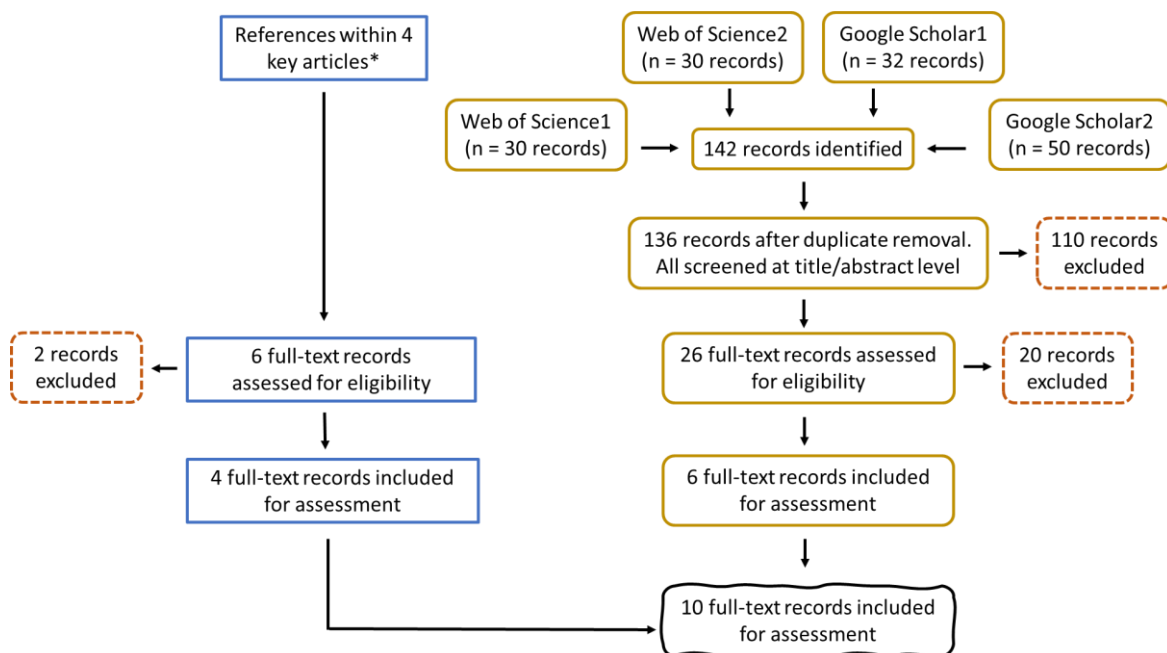 References within 4
key articles*
Web of Science2
(n = 30 records)
Google Scholar1
(n = 32 records)
Web of Science1
(n = 30 records)
142 records identified
Google Scholar2
(n = 50 records)
136 records after duplicate removal.
All screened at title/abstract level
110 records
excluded
2 records
excluded
6 full-text records
assessed for eligibility
26 full-text records assessed
for eligibility
20 records
excluded
4 full-text records included
for assessment
6 full-text records included
for assessment
10 full-text records included
for assessment